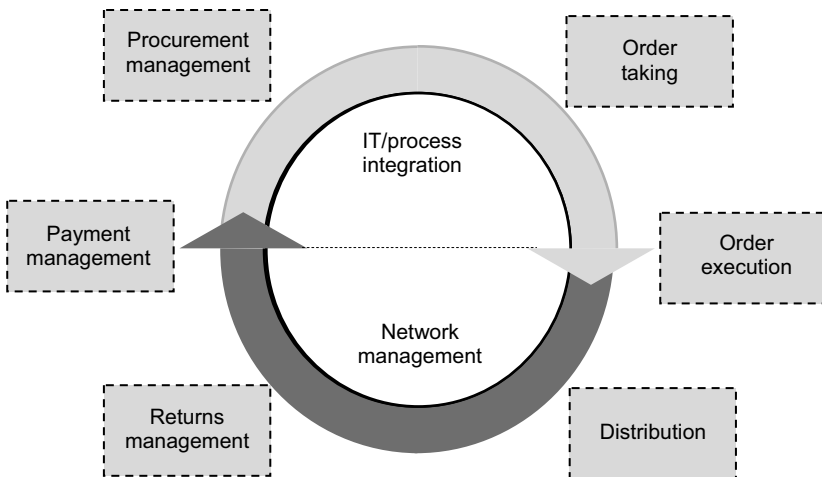 Procurement
management
Order
taking
IT/process
integration
Payment
management
Order
execution
Network
management
Returns
management
Distribution